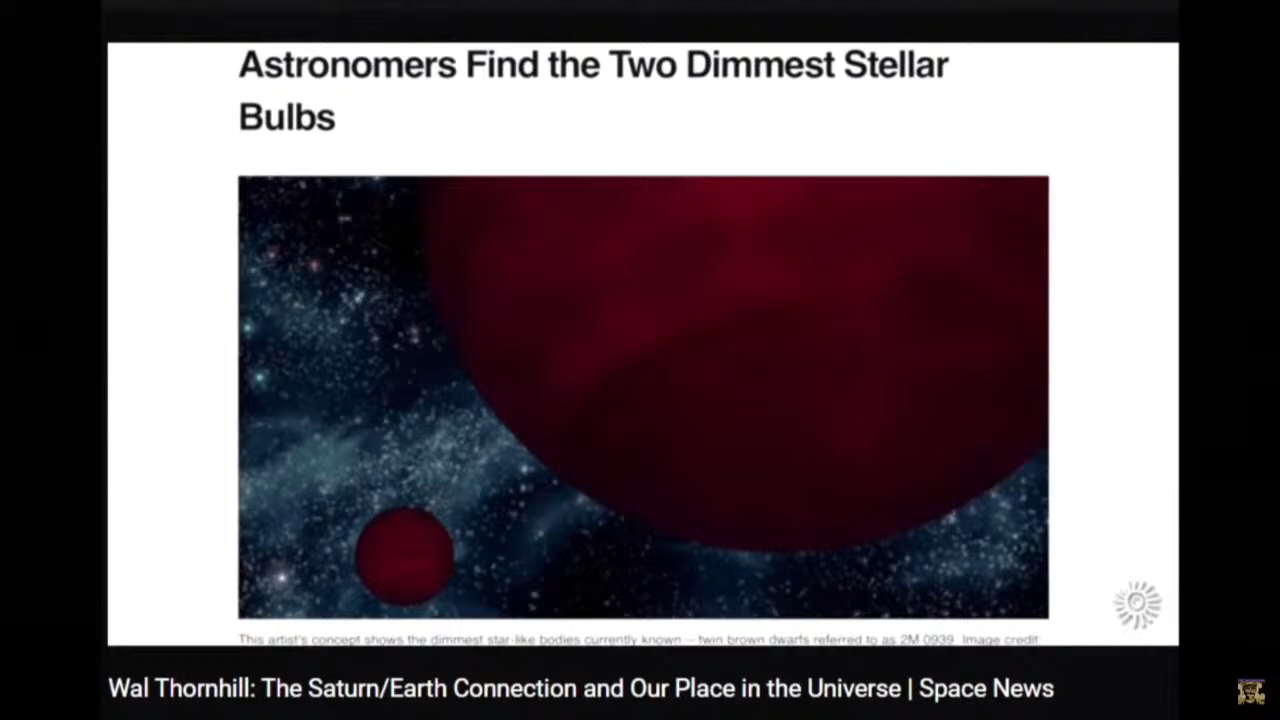 Astronomers Find the Two Dimmest Stellar
Bulbs
This artist's concept shows the dimmest star-like bodies currently known -- twin brown dwarfs referred to as 2M 0939. Image credit:
Wal Thornhill: The Saturn/Earth Connection and Our Place in the Universe | Space News